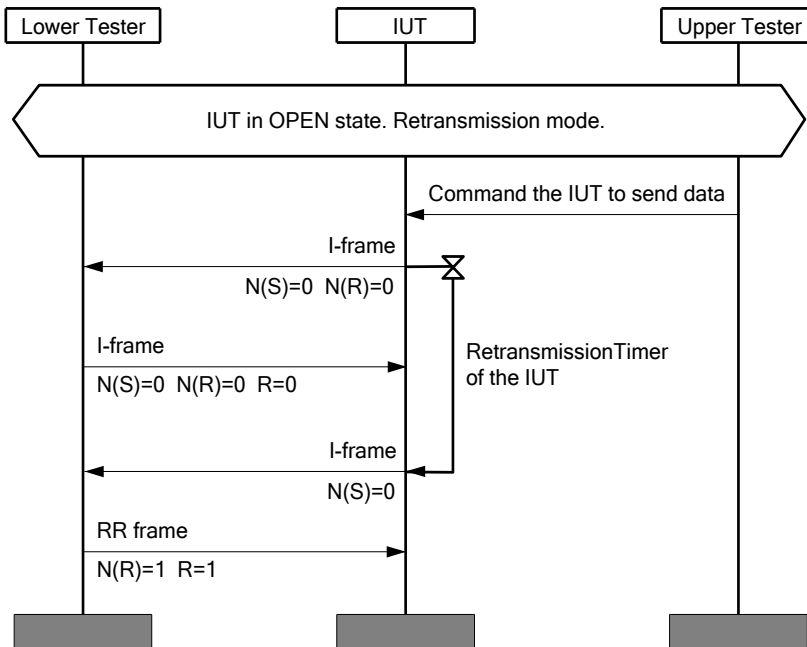 Lower Tester
IUT
Upper Tester
IUT in OPEN state. Retransmission mode.
Command the IUT to send data
I-frame
N(S)=0 N(R)=0
I-frame
N(S)=0 N(R)=0 R=0
RetransmissionTimer
of the IUT
I-frame
N(S)=0
RR frame
N(R)=1 R=1